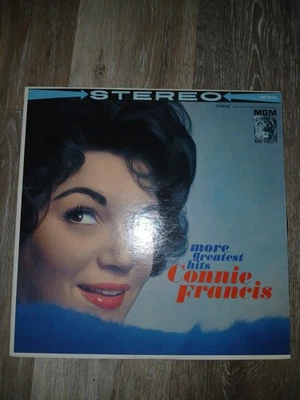 STEREO
MGM
more
greatest
hits
Connie
Francis